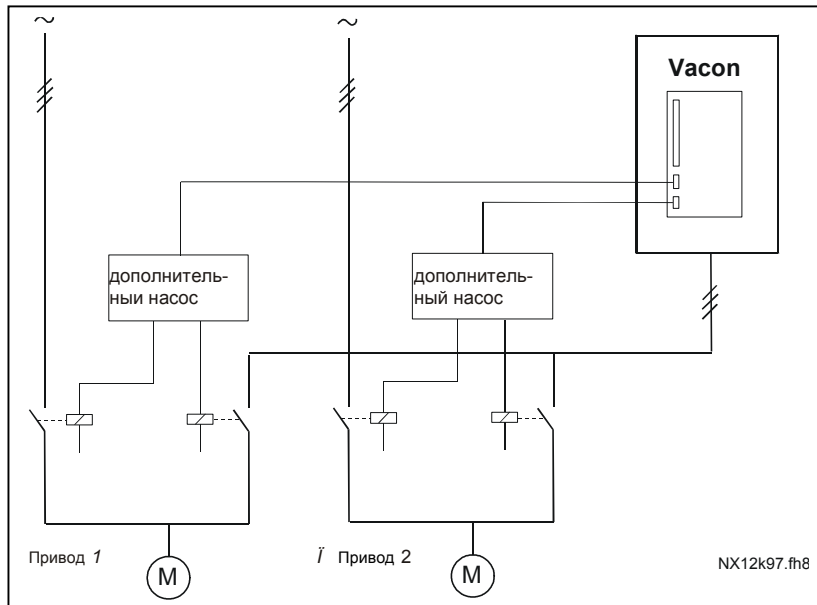 ~
~
Vacon
дополнитель-
ныи насос
дополнитель-
ный насос
Привод 1
M
Ï Привод 2
M
NX12k97.fh8